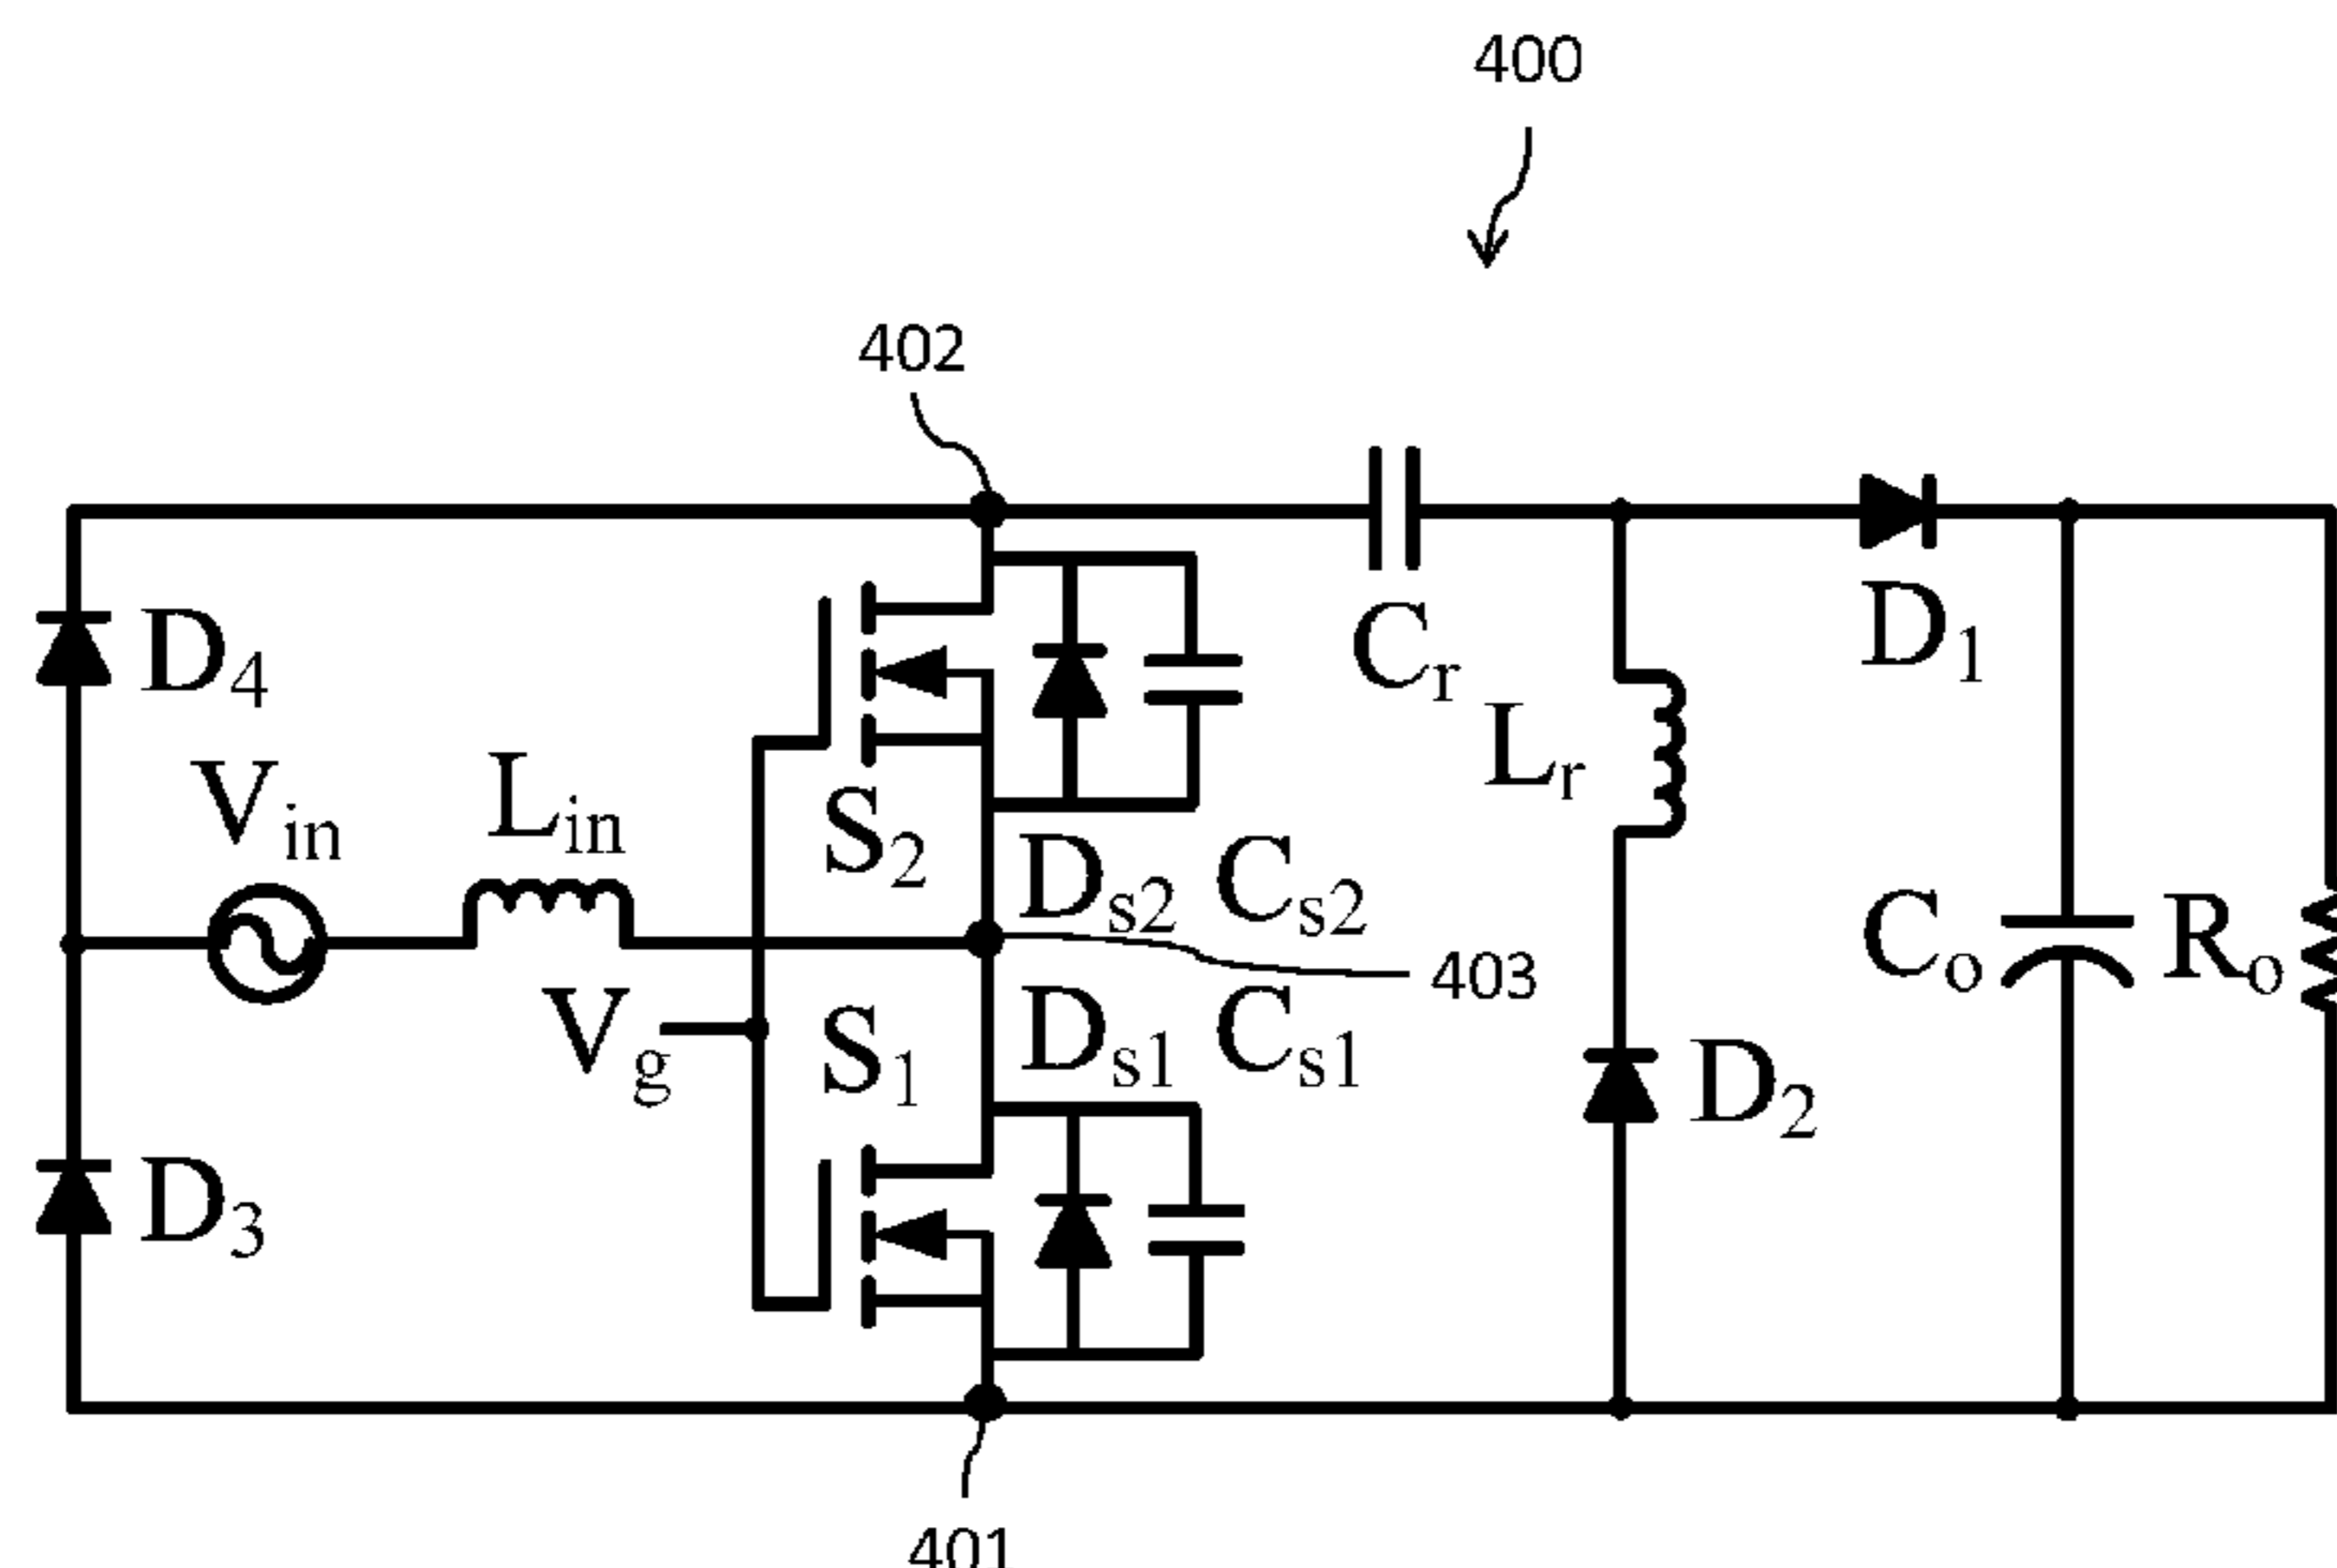 400
402
D4
Cr
D1
Vin
Lin
Lr
S2
Ds2 Cs2
Co
Ro
403
Vg
S1
Ds1 Cs1
D2
D3
401